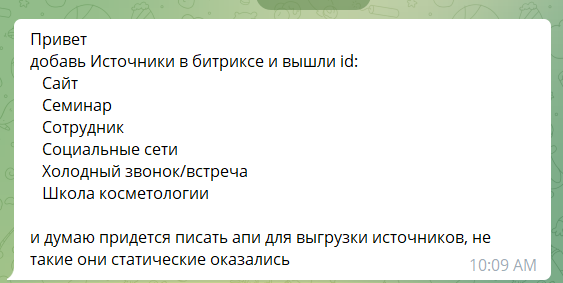 Привет
добавь Источники в битриксе и вышли id:
Сайт
Семинар
Сотрудник
Социальные сети
Холодный звонок/встреча
Школа косметологии
и думаю придется писать апи для выгрузки источников, не
такие они статические оказались
10:09 AM